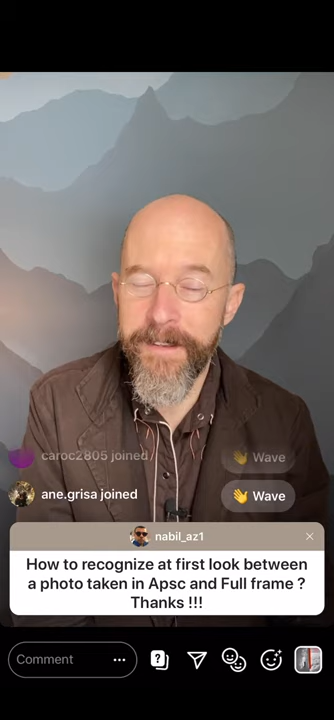 caroc2805 joined
Wave
ane.grisa joined
Wave
nabil_az1
How to recognize at first look between
a photo taken in Apsc and Full frame ?
Thanks !!!
Comment